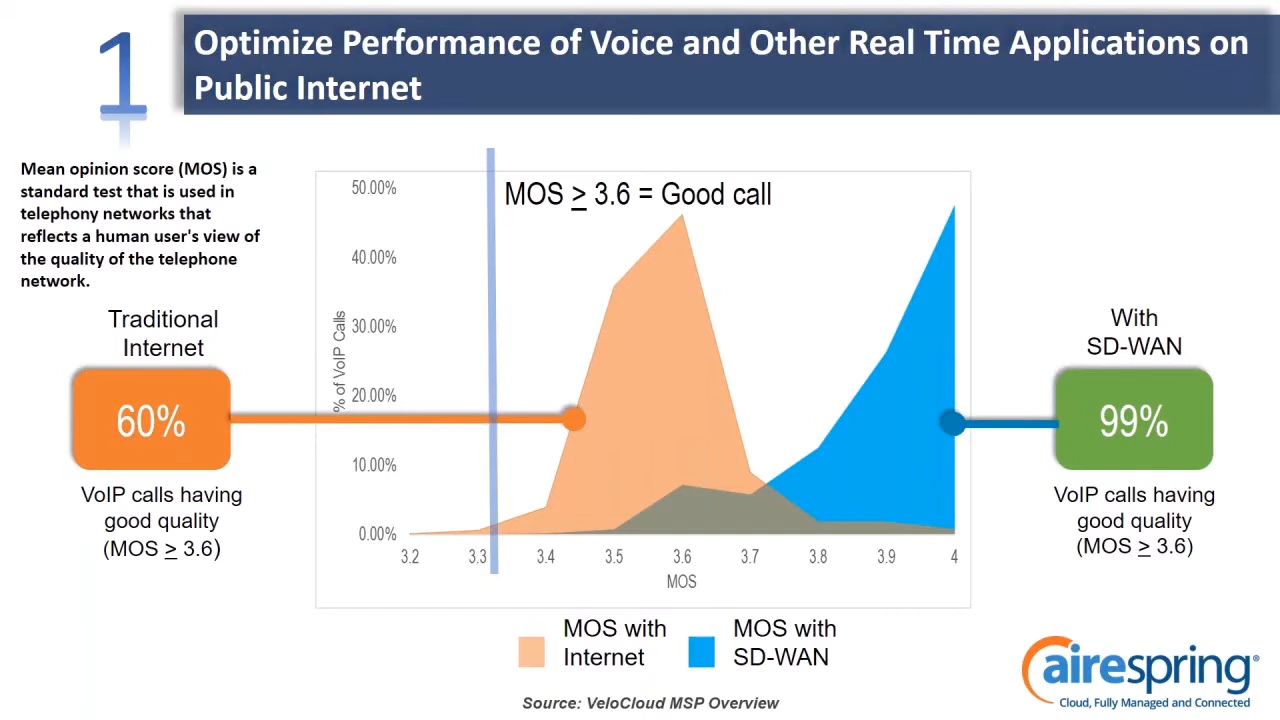 1
Optimize Performance of Voice and Other Real Time Applications on
Public Internet
Mean opinion score (MOS) is a
standard test that is used in
telephony networks that
reflects a human user's view of
the quality of the telephone
network.
Traditional
Internet
60%
VoIP calls having
good quality
(MOS ≥ 3.6)
MOS ≥ 3.6 = Good call
% of VoIP Calls
50.00%
40.00%
30.00%
20.00%
10.00%
0.00%
3.2 3.3 3.4 3.5 3.6 3.7 3.8 3.9 4
MOS
MOS with
Internet
MOS with
SD-WAN
With
SD-WAN
99%
VoIP calls having
good quality
(MOS ≥ 3.6)
Source: VeloCloud MSP Overview
airespring®
Cloud, Fully Managed and Connected